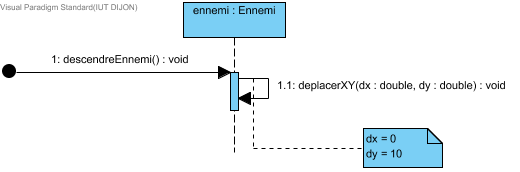 Visual Paradigm Standard(IUT DIJON)
ennemi : Ennemi
1: descendreEnnemi() : void
1.1: deplacerXY(dx : double, dy : double) : void
dx = 0
dy = 10